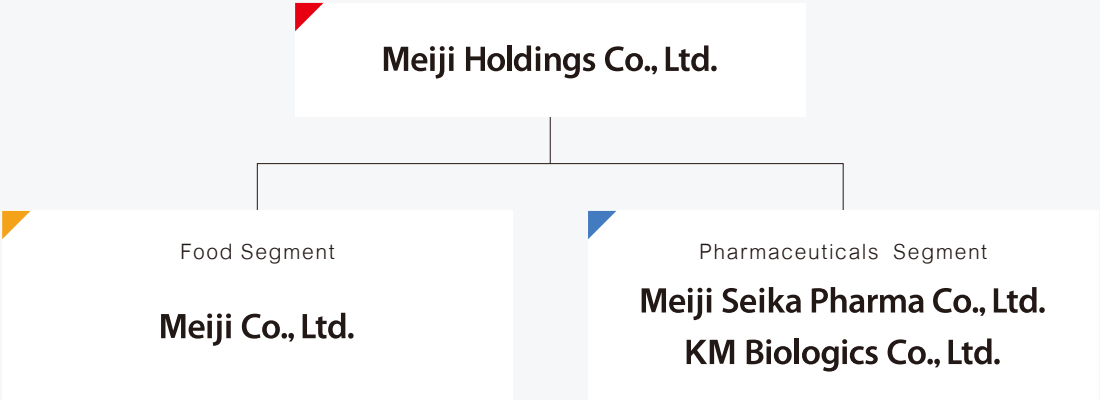 Meiji Holdings Co., Ltd.
Food Segment
Meiji Co., Ltd.
Pharmaceuticals Segment
Meiji Seika Pharma Co., Ltd.
KM Biologics Co., Ltd.